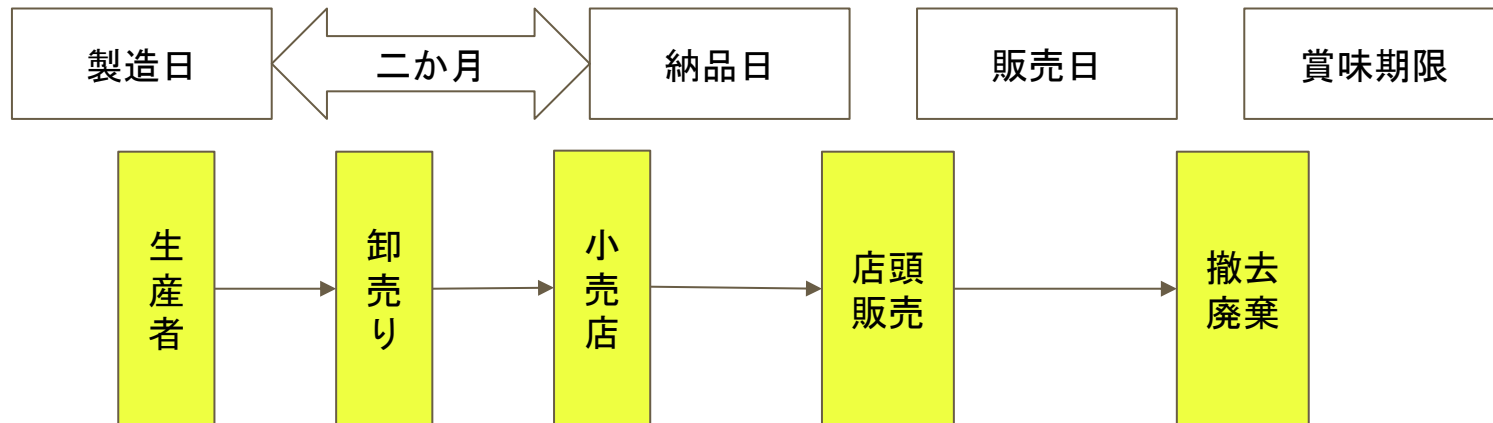 製造日
二か月
納品日
販売日
賞味期限
生産者
卸売り
小売店
店頭
販売
撤去
廃棄